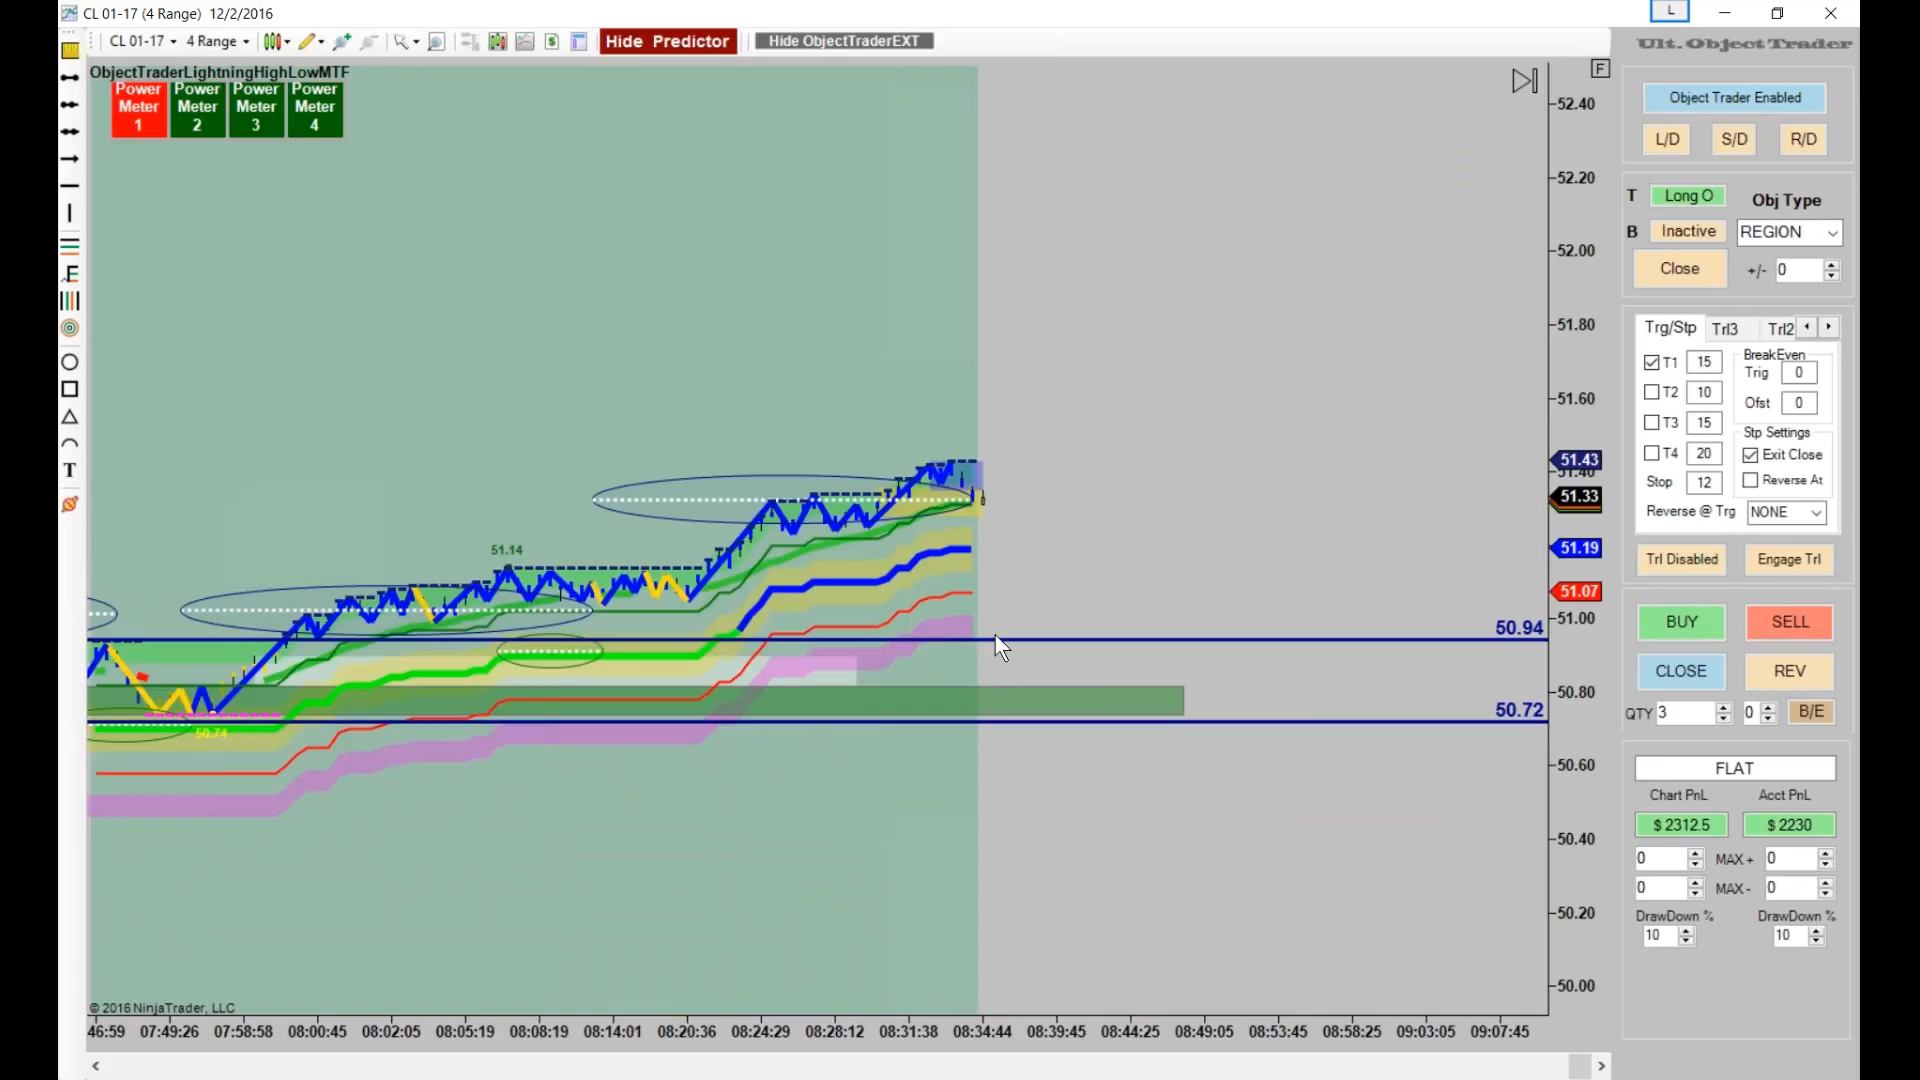 CL 01-17 (4 Range) 12/2/2016
L
CL 01-17
4 Range
Hide Predictor
Hide ObjectTraderEXT
Ult. Object Trader
ObjectTraderLightningHighLowMTF
Power Meter 1
Power Meter 2
Power Meter 3
Power Meter 4
F
E
T
51.14
50.74
50.94
50.72
52.40
52.20
52.00
51.80
51.60
51.43
51.40
51.33
51.19
51.07
51.00
50.80
50.60
50.40
50.20
50.00
© 2016 NinjaTrader, LLC
46:59 07:49:26 07:58:58 08:00:45 08:02:05 08:05:19 08:08:19 08:14:01 08:20:36 08:24:29 08:28:12 08:31:38 08:34:44 08:39:45 08:44:25 08:49:05 08:53:45 08:58:25 09:03:05 09:07:45
Object Trader Enabled
L/D S/D R/D
T Long O Obj Type
B Inactive REGION
Close +/- 0
Trg/Stp Trl3 Trl2
T1 15
T2 10
T3 15
T4 20
Stop 12
BreakEven
Trig 0
Ofst 0
Stp Settings
Exit Close
Reverse At
Reverse @ Trg NONE
Trl Disabled Engage Trl
BUY SELL
CLOSE REV
QTY 3 0 B/E
FLAT
Chart PnL Acct PnL
$ 2312.5 $ 2230
0 MAX + 0
0 MAX - 0
DrawDown % DrawDown %
10 10